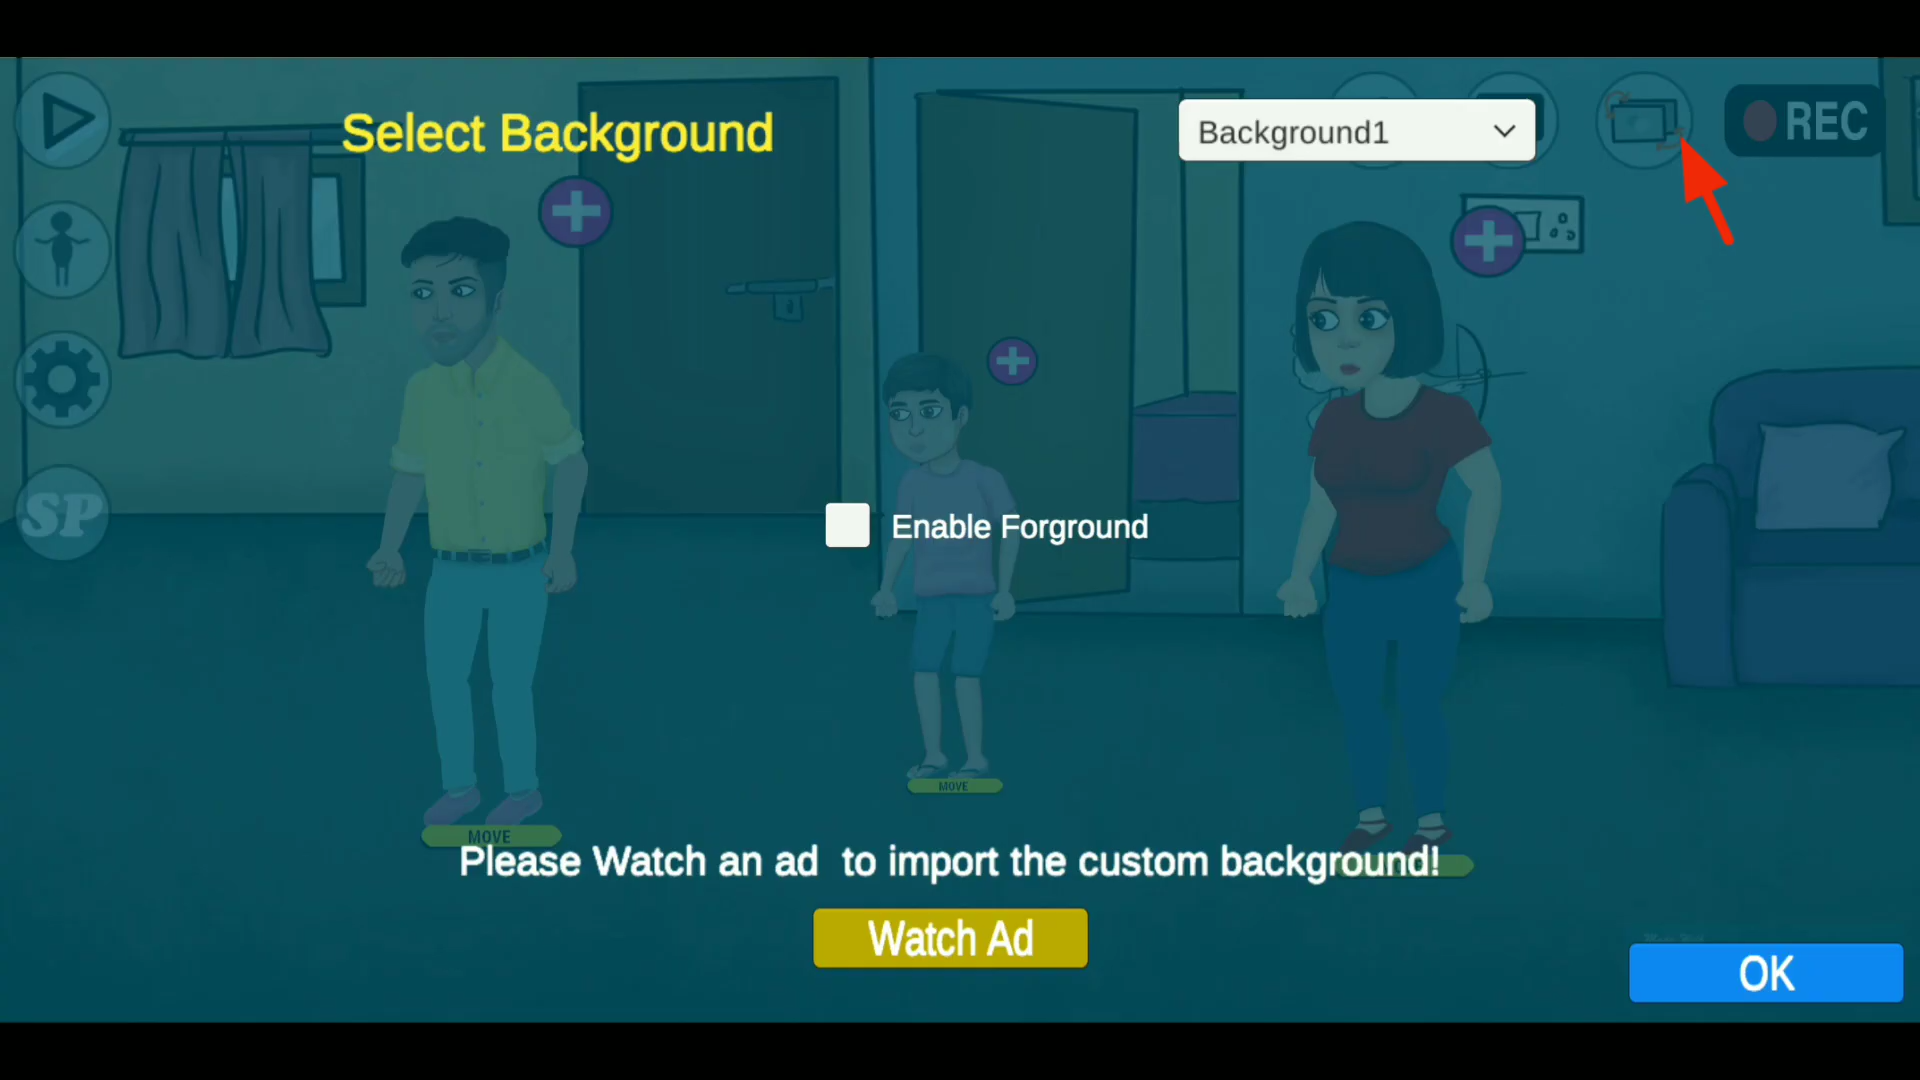 Select Background
Background1
REC
SP
Enable Forground
MOVE
MOVE
Please Watch an ad  to import the custom background!
Watch Ad
OK